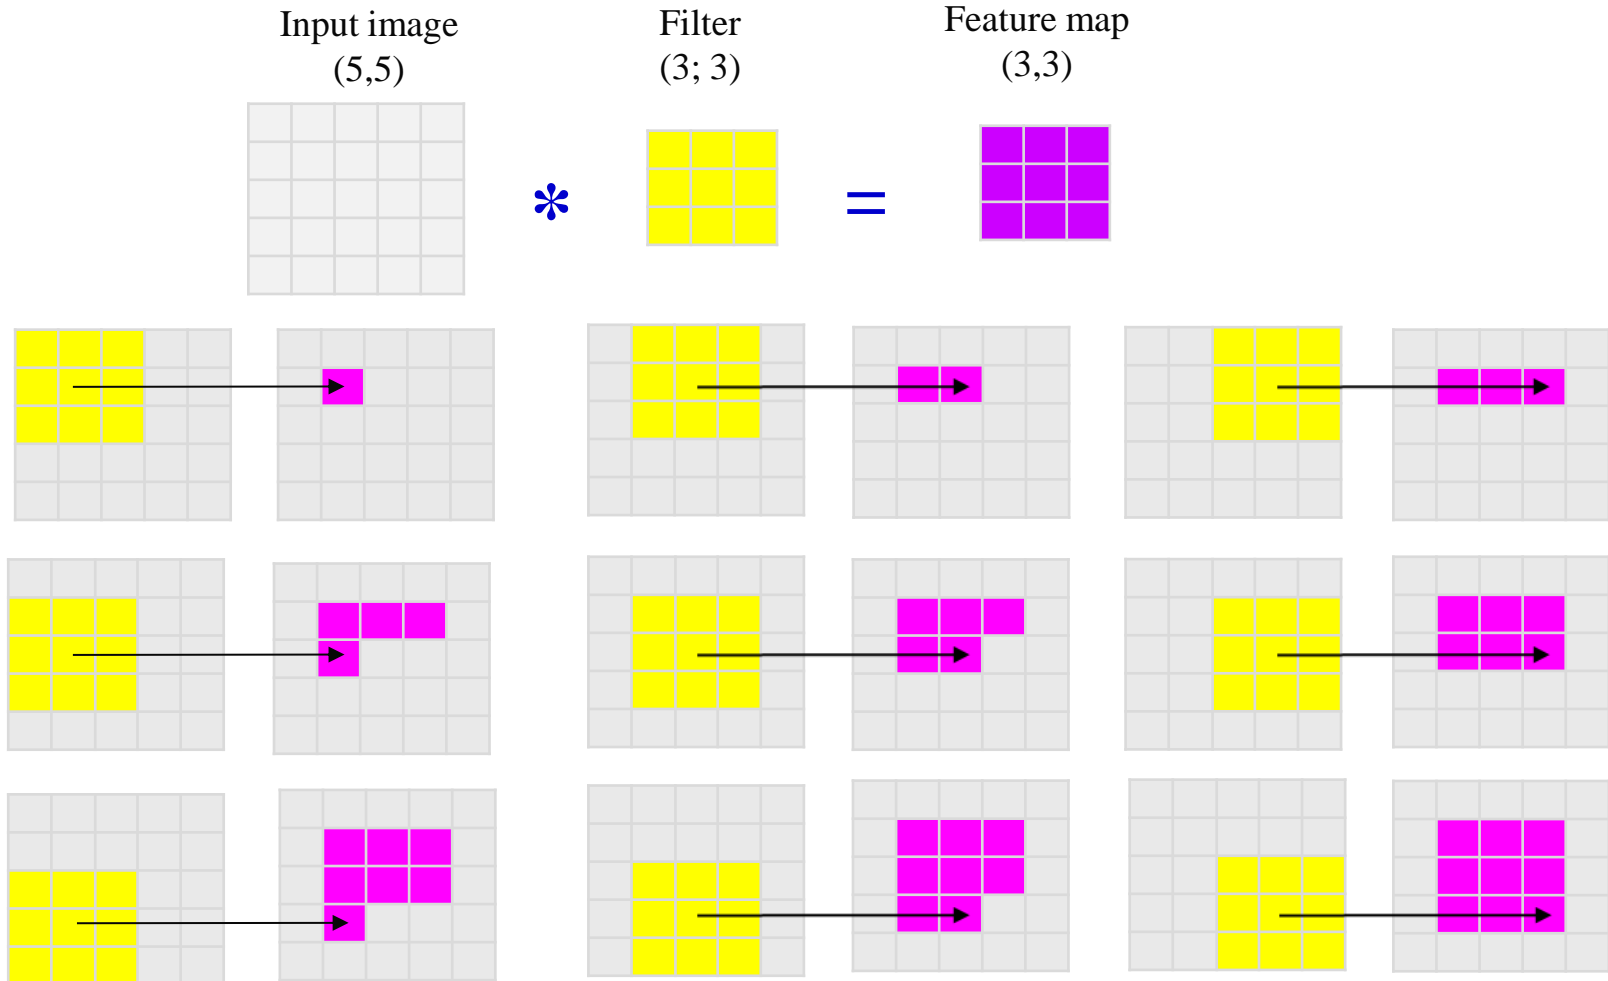 Input image
(5,5)
Filter
(3; 3)
Feature map
(3,3)
*
=